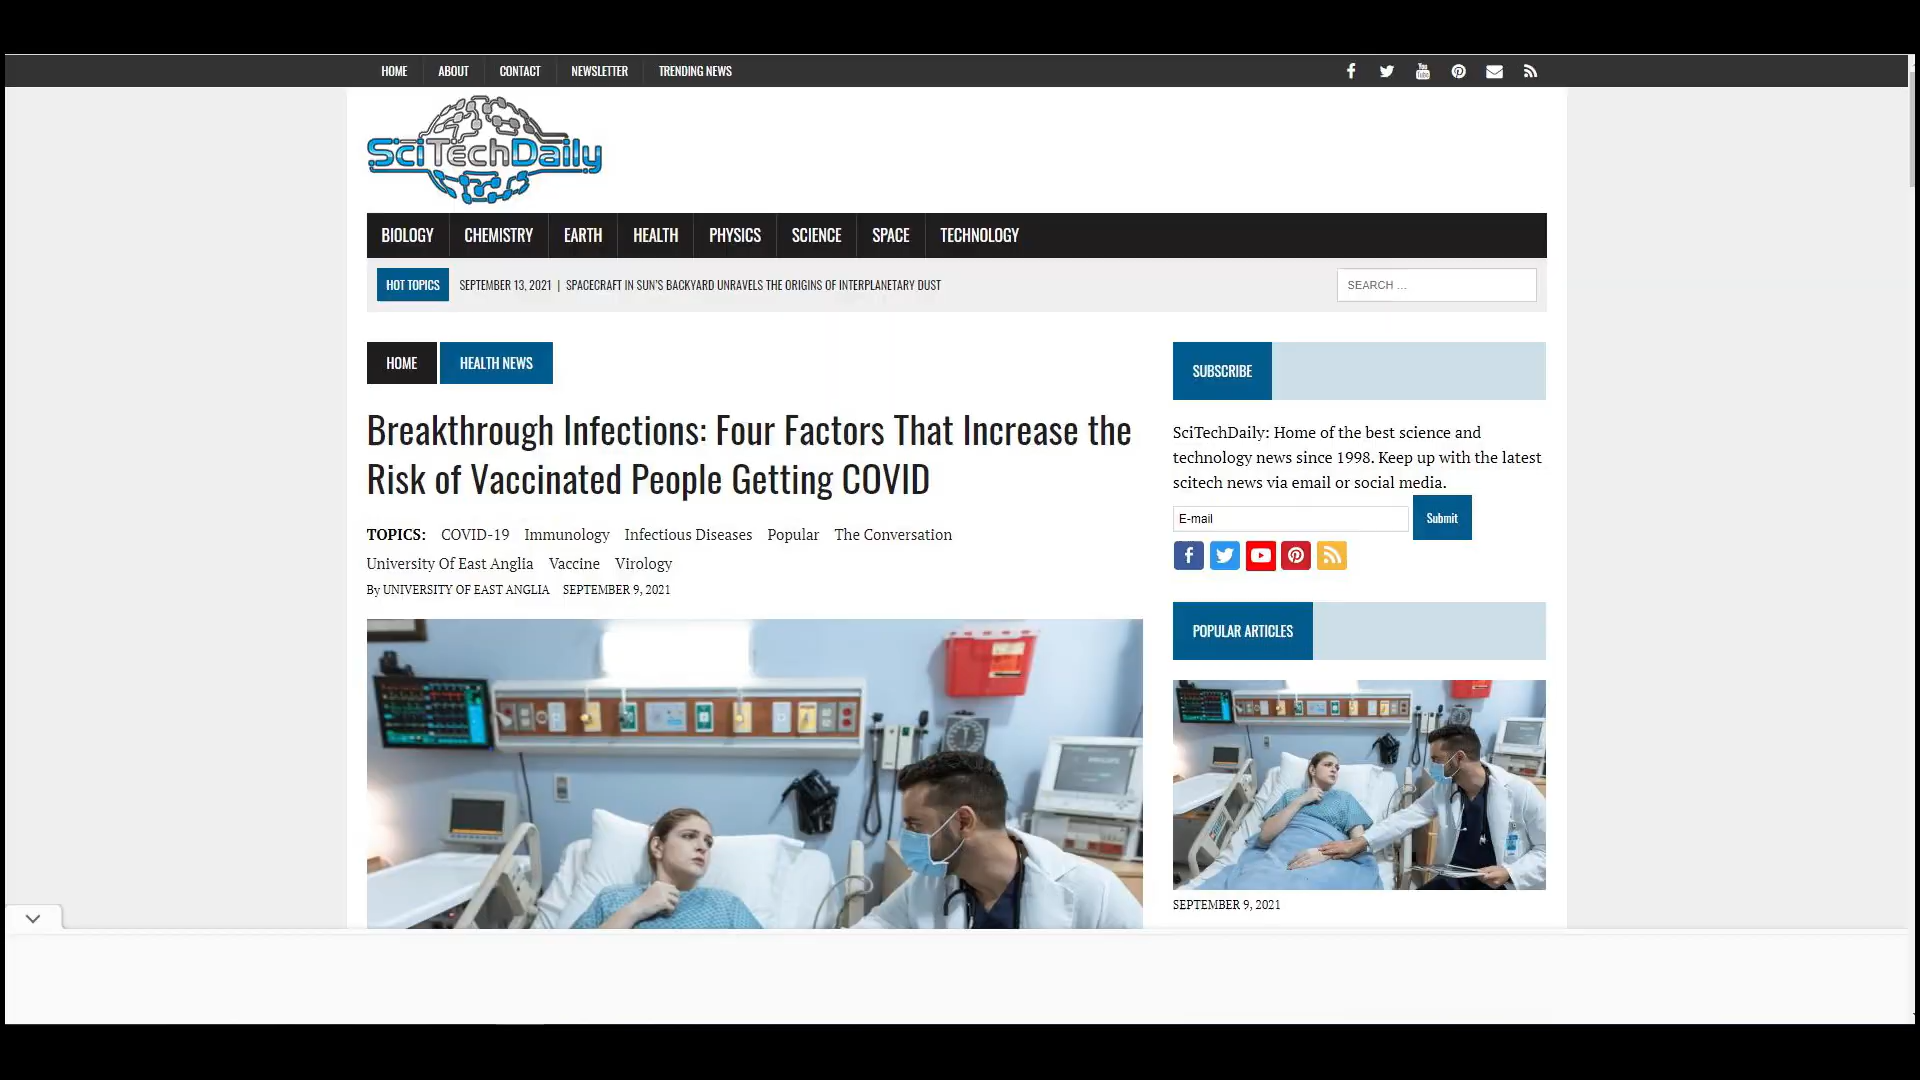 HOME ABOUT CONTACT NEWSLETTER TRENDING NEWS
SciTechDaily
BIOLOGY CHEMISTRY EARTH HEALTH PHYSICS SCIENCE SPACE TECHNOLOGY
HOT TOPICS SEPTEMBER 13, 2021 | SPACECRAFT IN SUN'S BACKYARD UNRAVELS THE ORIGINS OF INTERPLANETARY DUST
SEARCH …
HOME HEALTH NEWS
Breakthrough Infections: Four Factors That Increase the
Risk of Vaccinated People Getting COVID
TOPICS: COVID-19 Immunology Infectious Diseases Popular The Conversation
University Of East Anglia Vaccine Virology
By UNIVERSITY OF EAST ANGLIA SEPTEMBER 9, 2021
SUBSCRIBE
SciTechDaily: Home of the best science and
technology news since 1998. Keep up with the latest
scitech news via email or social media.
E-mail Submit
POPULAR ARTICLES
SEPTEMBER 9, 2021